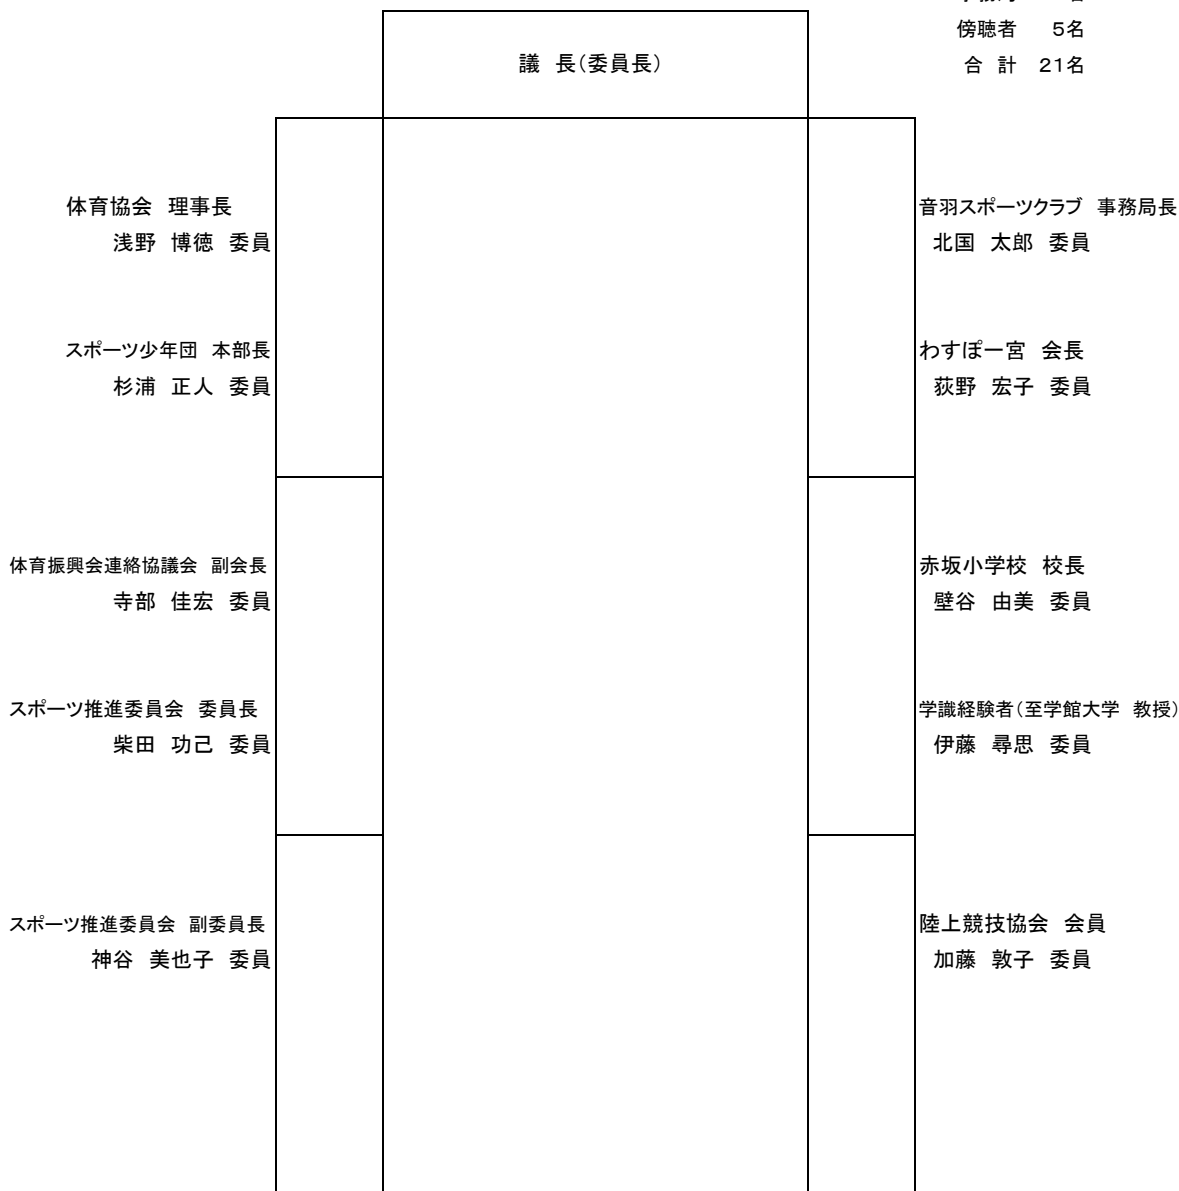 傍聴者　5名
合 計　21名
議 長（委員長）
体育協会 理事長
浅野 博徳 委員
スポーツ少年団 本部長
杉浦 正人 委員
体育振興会連絡協議会 副会長
寺部 佳宏 委員
スポーツ推進委員会 委員長
柴田 功己 委員
スポーツ推進委員会 副委員長
神谷 美也子 委員
音羽スポーツクラブ 事務局長
北国 太郎 委員
わすぽ一宮 会長
荻野 宏子 委員
赤坂小学校 校長
壁谷 由美 委員
学識経験者（至学館大学 教授）
伊藤 尋思 委員
陸上競技協会 会員
加藤 敦子 委員